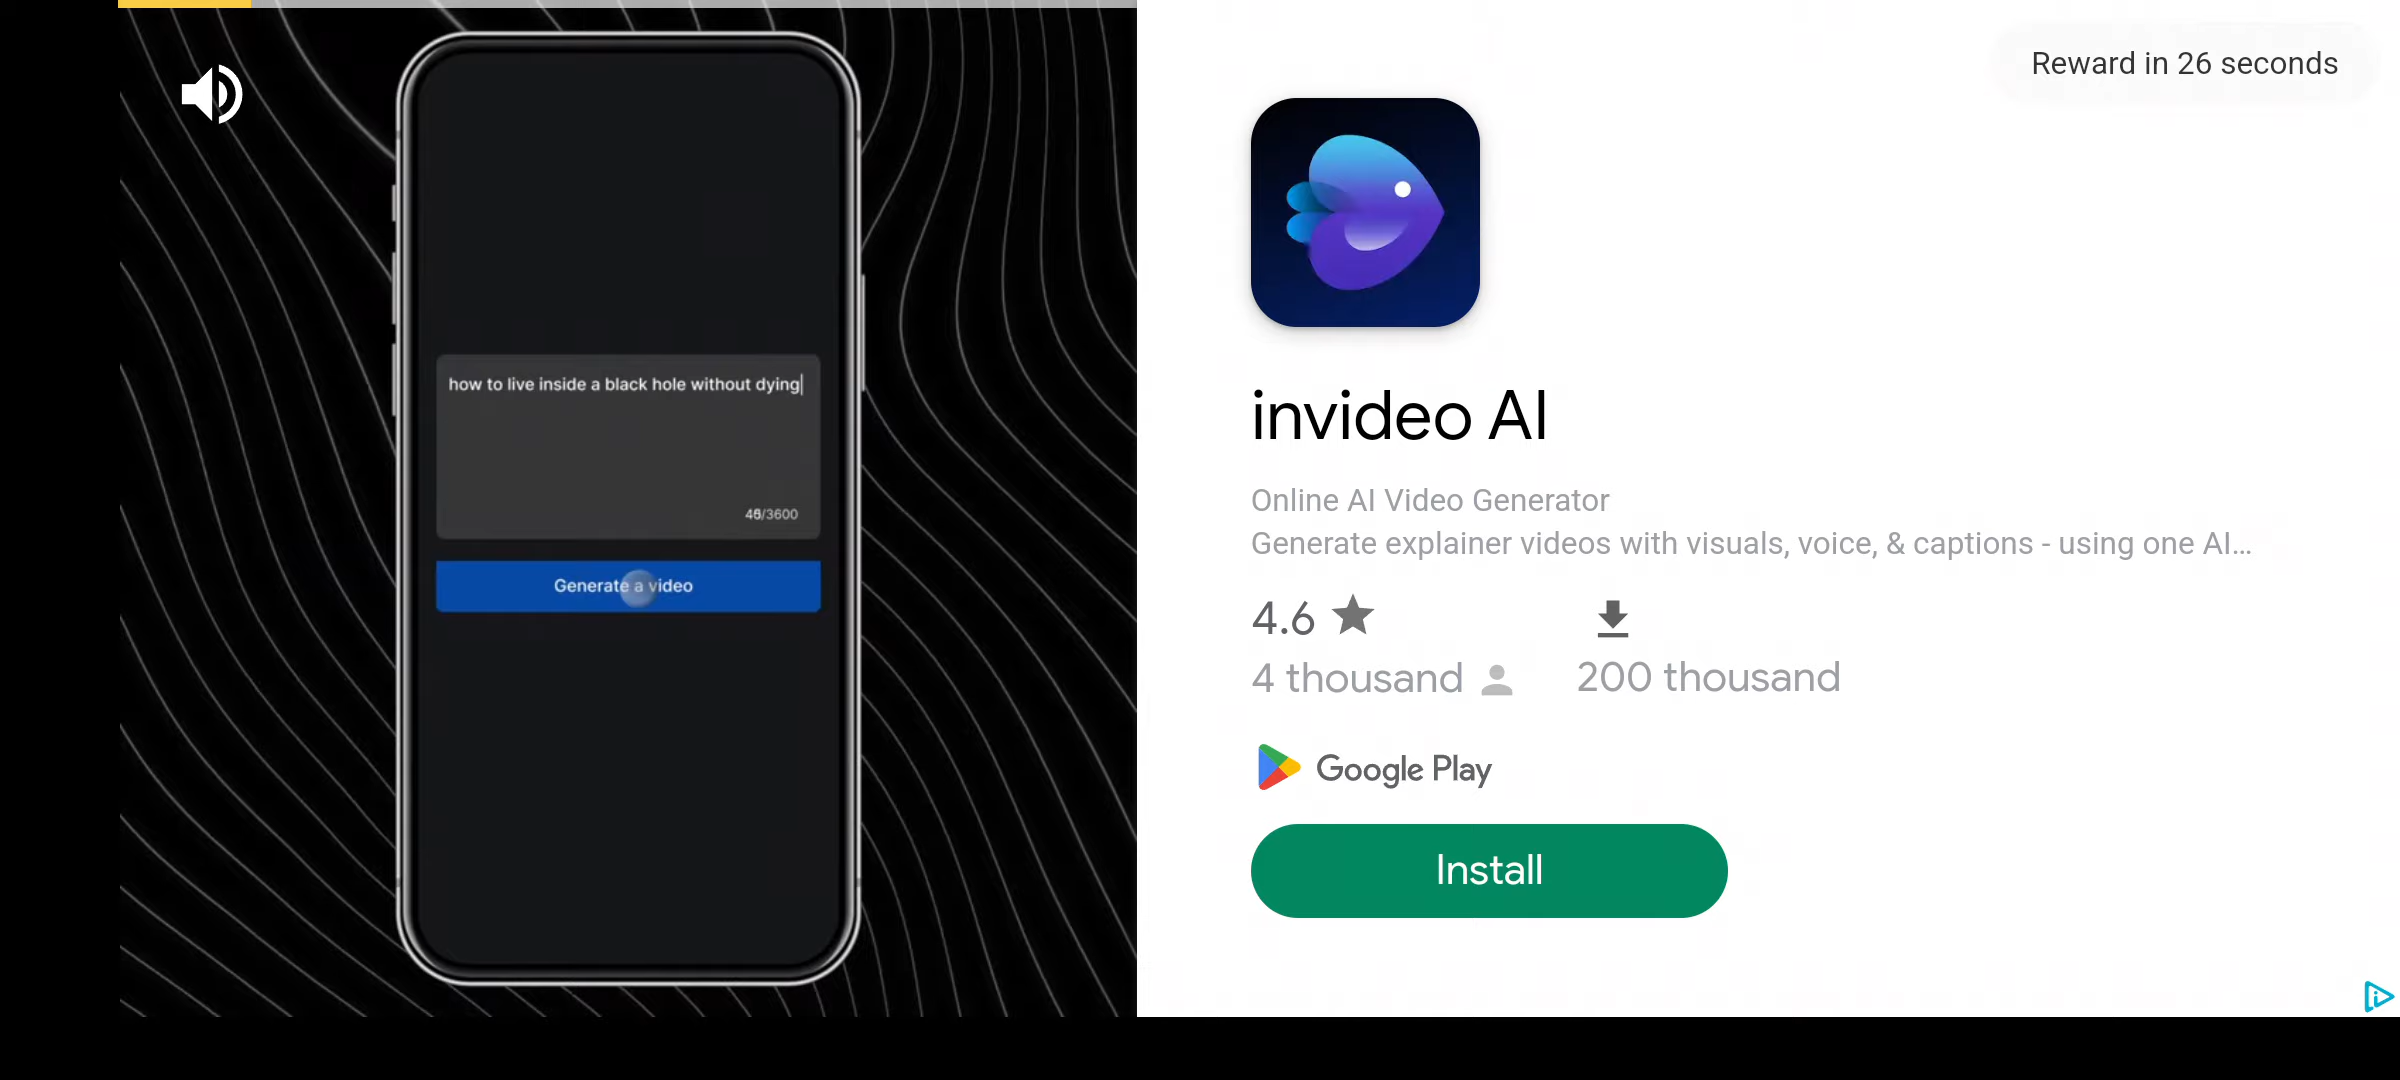 how to live inside a black hole without dying
/3600
Generate a video
Reward in 26 seconds
invideo AI
Online AI Video Generator
Generate explainer videos with visuals, voice, & captions - using one AI...
4.6
4 thousand
200 thousand
Google Play
Install